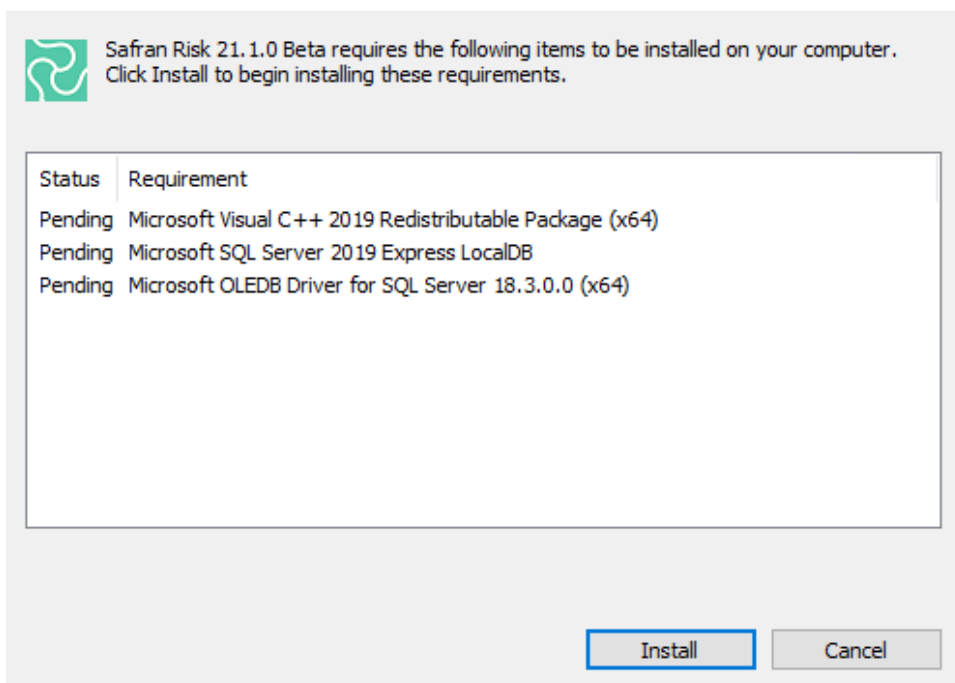 Safran Risk 21.1.0 Beta requires the following items to be installed on your computer.
Click Install to begin installing these requirements.
Status Requirement
Pending Microsoft Visual C++ 2019 Redistributable Package (x64)
Pending Microsoft SQL Server 2019 Express LocalDB
Pending Microsoft OLEDB Driver for SQL Server 18.3.0.0 (x64)
Install Cancel